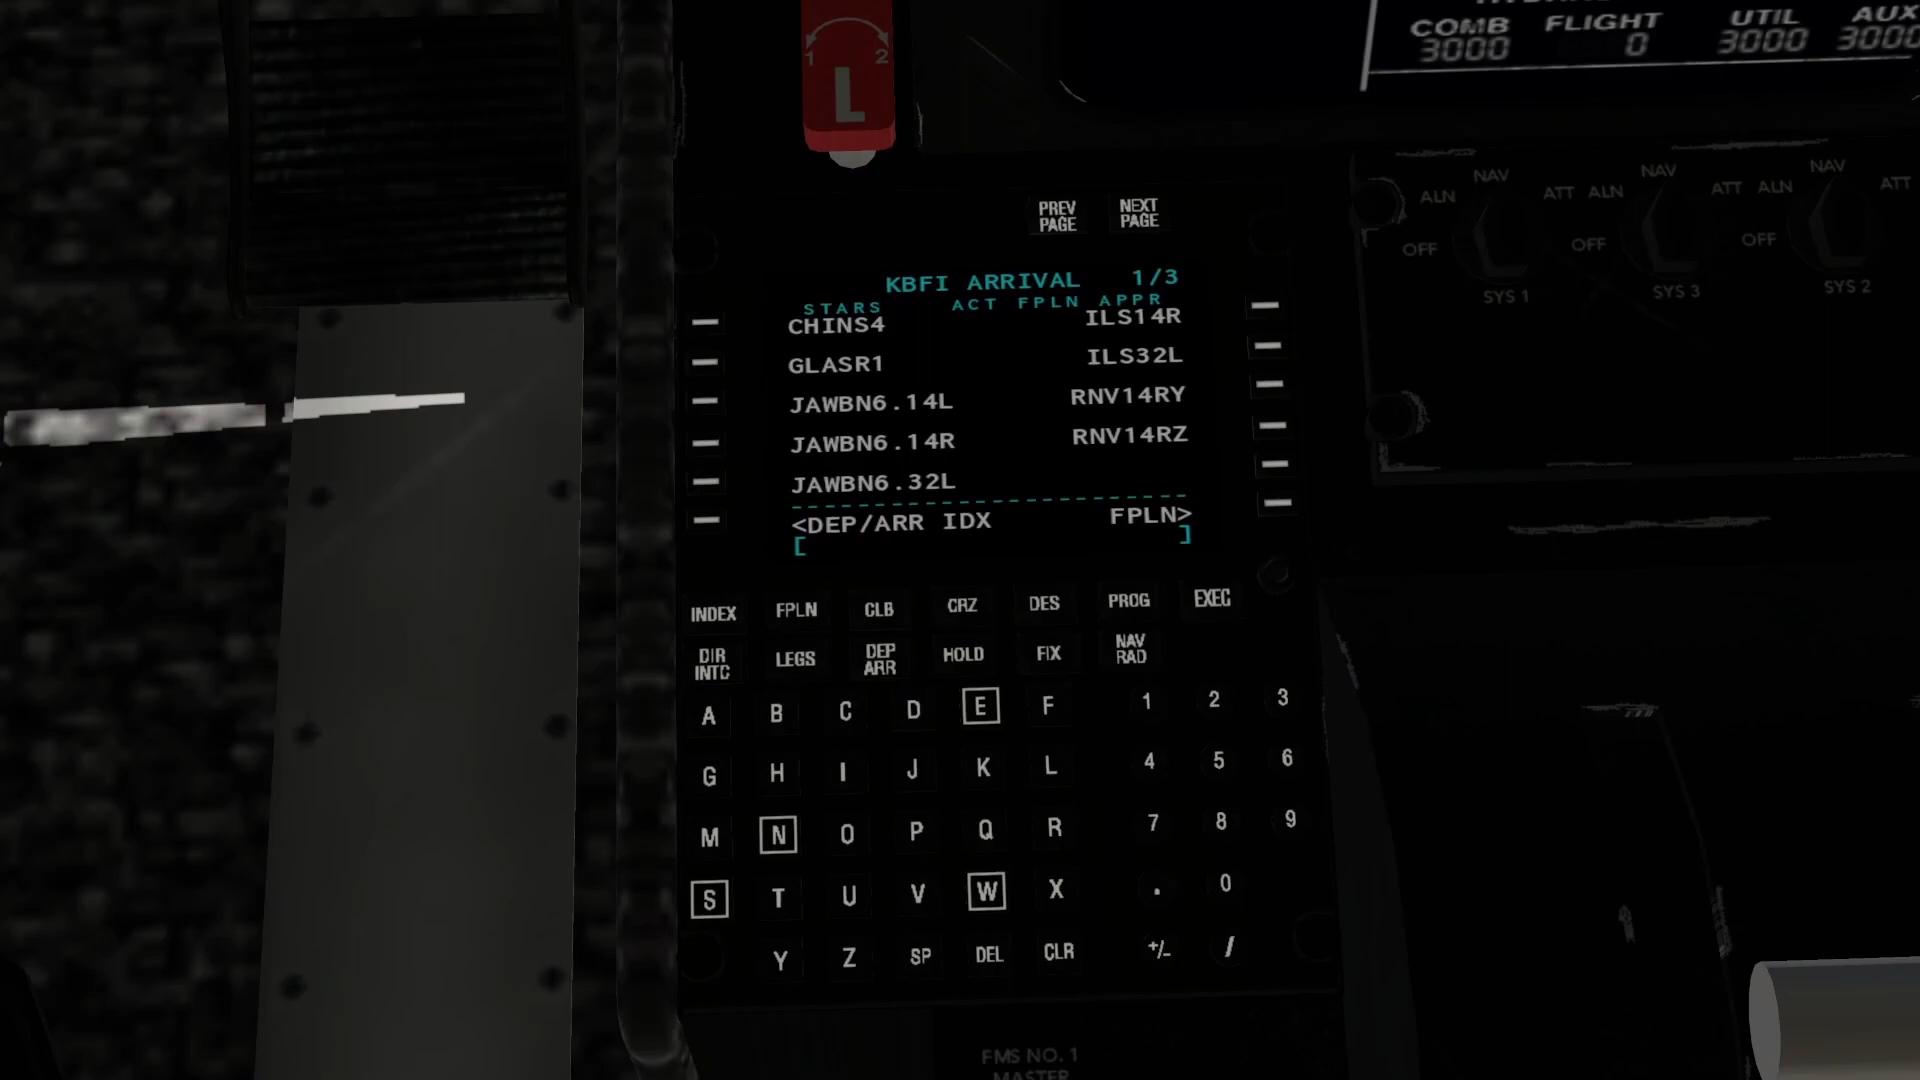 COMB FLIGHT UTIL AUX
3000 0 3000 3000
1 2
L
PREV PAGE
NEXT PAGE
KBFI ARRIVAL 1/3
STARS ACT FPLN APPR
CHINS4 ILS14R
GLASR1 ILS32L
JAWBN6.14L RNV14RY
JAWBN6.14R RNV14RZ
JAWBN6.32L
<DEP/ARR IDX FPLN>
[ ]
NAV NAV NAV
ALN ATT ALN ATT ALN ATT
OFF OFF OFF
SYS 1 SYS 3 SYS 2
INDEX FPLN CLB CRZ DES PROG EXEC
DIR INTC LEGS DEP ARR HOLD FIX NAV RAD
A B C D E F 1 2 3
G H I J K L 4 5 6
M N O P Q R 7 8 9
S T U V W X . 0
Y Z SP DEL CLR +/- /
FMS NO. 1
MASTER